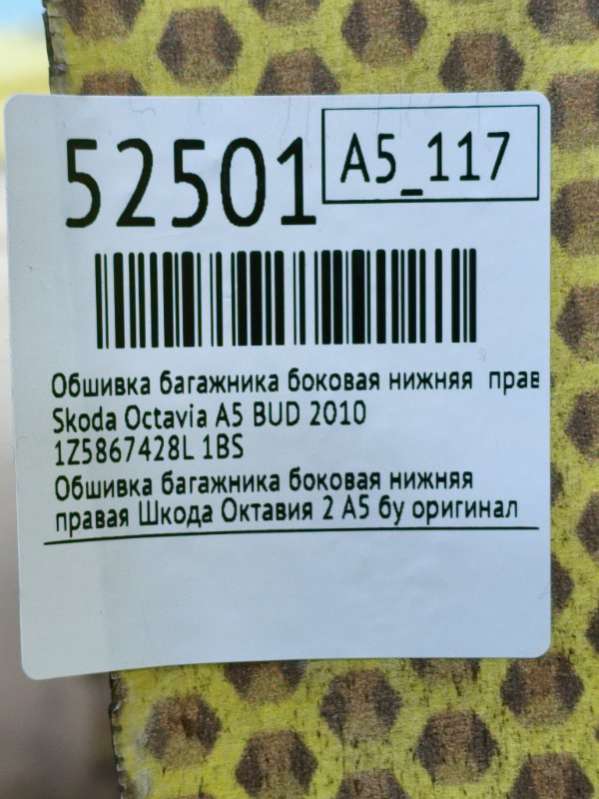 52501
A5_117
Обшивка багажника боковая нижняя прав
Skoda Octavia A5 BUD 2010
1Z5867428L 1BS
Обшивка багажника боковая нижняя
правая Шкода Октавия 2 А5 бу оригинал